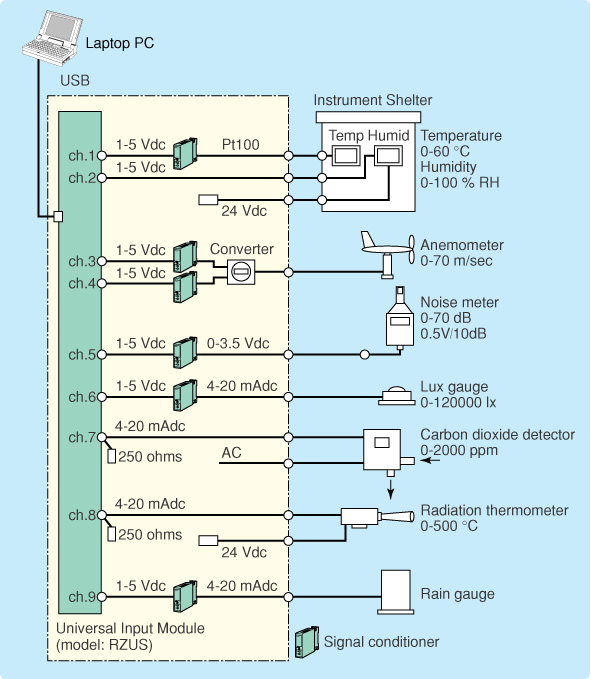 Laptop PC
USB
Instrument Shelter
1-5 Vdc
Pt100
Temp Humid
Temperature
0-60 °C
Humidity
0-100 % RH
ch.1
1-5 Vdc
ch.2
24 Vdc
1-5 Vdc
Converter
Anemometer
0-70 m/sec
ch.3
1-5 Vdc
ch.4
Noise meter
0-70 dB
0.5V/10dB
1-5 Vdc
0-3.5 Vdc
ch.5
1-5 Vdc
4-20 mAdc
Lux gauge
0-120000 lx
ch.6
4-20 mAdc
Carbon dioxide detector
0-2000 ppm
ch.7
250 ohms
AC
4-20 mAdc
Radiation thermometer
0-500 °C
ch.8
250 ohms
24 Vdc
1-5 Vdc
4-20 mAdc
Rain gauge
ch.9
Universal Input Module
(model: RZUS)
Signal conditioner